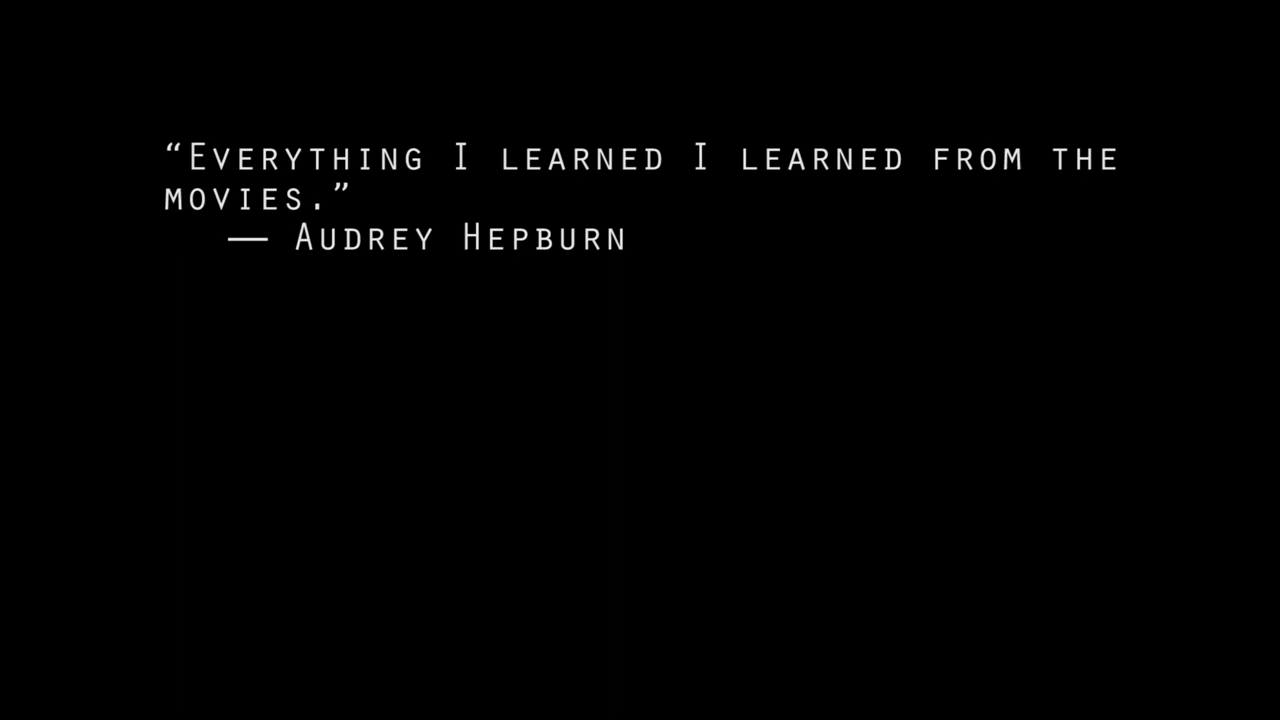 “Everything I learned I learned from the
movies.”
— Audrey Hepburn